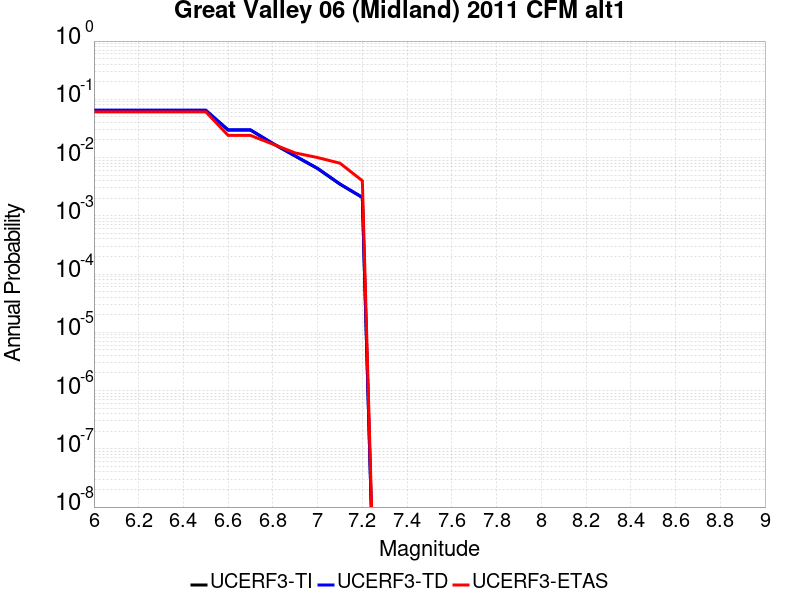 Great Valley 06 (Midland) 2011 CFM alt1
10^0
10^-1
10^-2
10^-3
10^-4
10^-5
10^-6
10^-7
10^-8
Annual Probability
6 6.2 6.4 6.6 6.8 7 7.2 7.4 7.6 7.8 8 8.2 8.4 8.6 8.8 9
Magnitude
UCERF3-TI UCERF3-TD UCERF3-ETAS